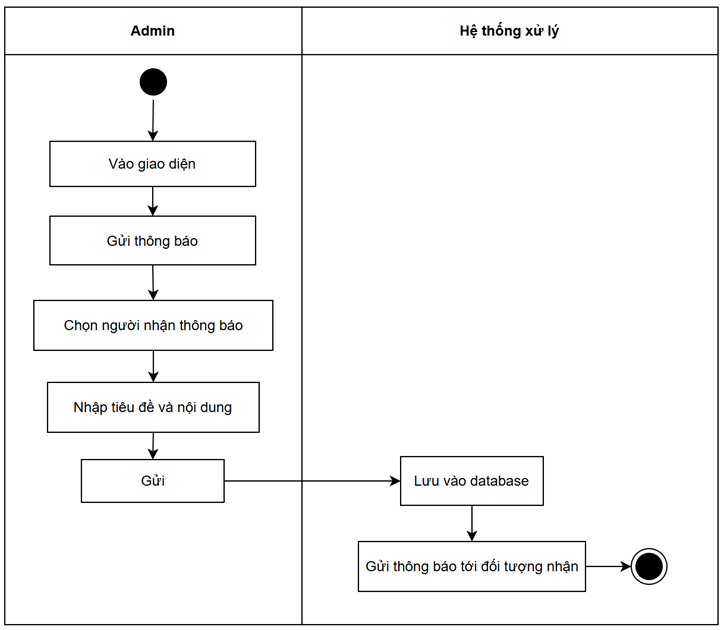 Admin
Hệ thống xử lý
Vào giao diện
Gửi thông báo
Chọn người nhận thông báo
Nhập tiêu đề và nội dung
Gửi
Lưu vào database
Gửi thông báo tới đối tượng nhận